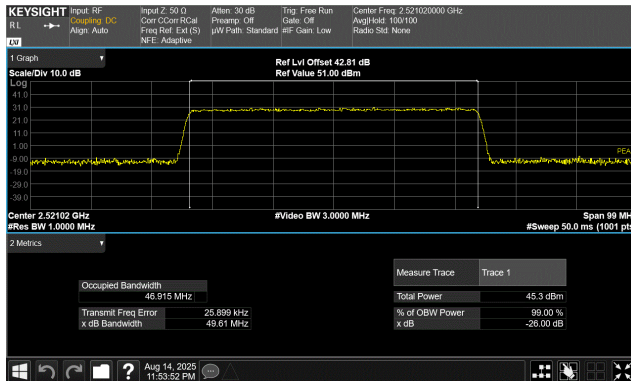 KEYSIGHT Input: RF Input Z: 50 Ω Atten: 30 dB Trig: Free Run Center Freq: 2.521020000 GHz
RL Coupling: DC Corr CCorr RCal Preamp: Off Gate: Off Avg|Hold: 100/100
Align: Auto Freq Ref: Ext (S) µW Path: Standard #IF Gain: Low Radio Std: None
LXI NFE: Adaptive
1 Graph
Ref Lvl Offset 42.81 dB
Scale/Div 10.0 dB Ref Value 51.00 dBm
Log
41.0
31.0
21.0
11.0
1.00
PEA
-9.00
-19.0
-29.0
-39.0
Center 2.52102 GHz #Video BW 3.0000 MHz Span 99 MH
#Res BW 1.0000 MHz #Sweep 50.0 ms (1001 pts
2 Metrics
Measure Trace Trace 1
Occupied Bandwidth
46.915 MHz Total Power 45.3 dBm
Transmit Freq Error 25.899 kHz % of OBW Power 99.00 %
x dB Bandwidth 49.61 MHz x dB -26.00 dB
? Aug 14, 2025
11:53:52 PM